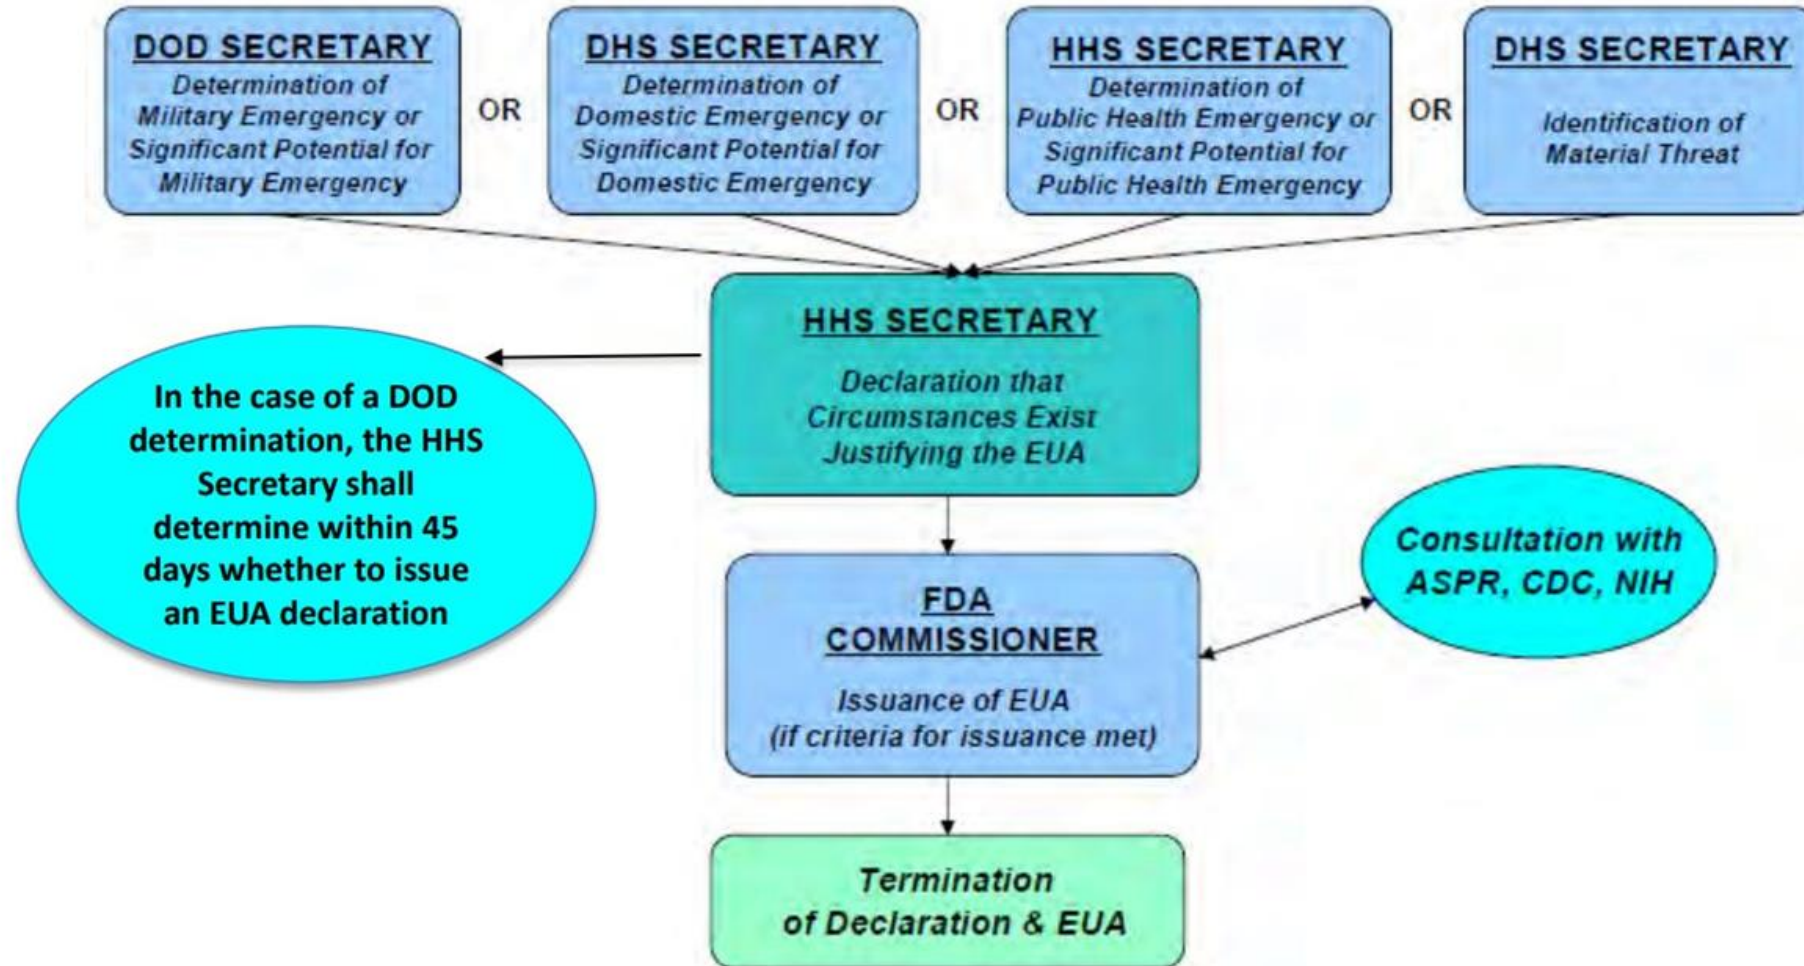 DOD SECRETARY
Determination of
Military Emergency or
Significant Potential for
Military Emergency
OR
DHS SECRETARY
Determination of
Domestic Emergency or
Significant Potential for
Domestic Emergency
OR
HHS SECRETARY
Determination of
Public Health Emergency or
Significant Potential for
Public Health Emergency
OR
DHS SECRETARY
Identification of
Material Threat
HHS SECRETARY
Declaration that
Circumstances Exist
Justifying the EUA
In the case of a DOD
determination, the HHS
Secretary shall
determine within 45
days whether to issue
an EUA declaration
FDA
COMMISSIONER
Issuance of EUA
(if criteria for issuance met)
Consultation with
ASPR, CDC, NIH
Termination
of Declaration & EUA